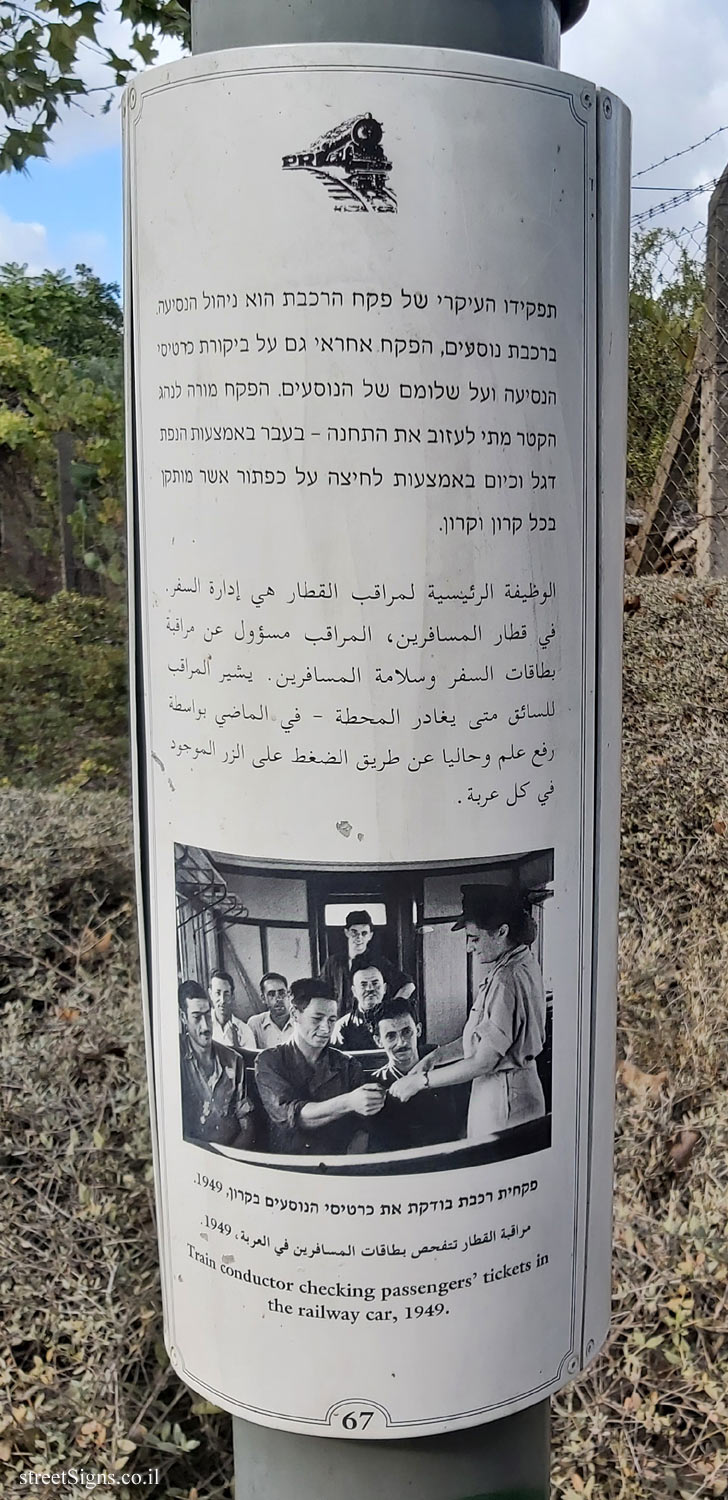 PR
תפקידו העיקרי של פקח הרכבת הוא ניהול הנסיעה.
ברכבת נוסעים, הפקח אחראי גם על ביקורת כרטיסי
הנסיעה ועל שלומם של הנוסעים. הפקח מורה לנהג
הקטר מתי לעזוב את התחנה – בעבר באמצעות הנפת
דגל וכיום באמצעות לחיצה על כפתור אשר מותקן
בכל קרון וקרון.
الوظيفة الرئيسية لمراقب القطار هي إدارة السفر.
في قطار المسافرين، المراقب مسؤول عن مراقبة
بطاقات السفر وسلامة المسافرين. يشير المراقب
للسائق متى يغادر المحطة - في الماضي بواسطة
رفع علم وحاليا عن طريق الضغط على الزر الموجود
في كل عربة .
פקחית רכבת בודקת את כרטיסי הנוסעים בקרון, 1949.
مراقبة القطار تتفحص بطاقات المسافرين في العربة، 1949.
Train conductor checking passengers' tickets in
the railway car, 1949.
67
streetSigns.co.il